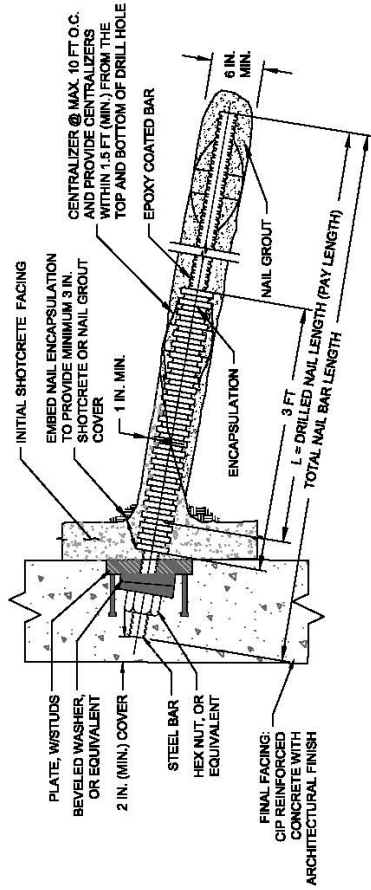 INITIAL SHOTCRETE FACING
EMBED NAIL ENCAPSULATION
TO PROVIDE MINIMUM 3 IN.
SHOTCRETE OR NAIL GROUT
COVER
CENTRALIZER @ MAX. 10 FT O.C.
AND PROVIDE CENTRALIZERS
WITHIN 1.5 FT (MIN.) FROM THE
TOP AND BOTTOM OF DRILL HOLE
PLATE, W/STUDS
BEVELED WASHER,
OR EQUIVALENT
2 IN. (MIN.) COVER
1 IN. MIN.
EPOXY COATED BAR
6 IN.
MIN.
STEEL BAR
HEX NUT, OR
EQUIVALENT
ENCAPSULATION
NAIL GROUT
3 FT
L = DRILLED NAIL LENGTH (PAY LENGTH)
TOTAL NAIL BAR LENGTH
FINAL FACING:
CIP REINFORCED
CONCRETE WITH
ARCHITECTURAL FINISH